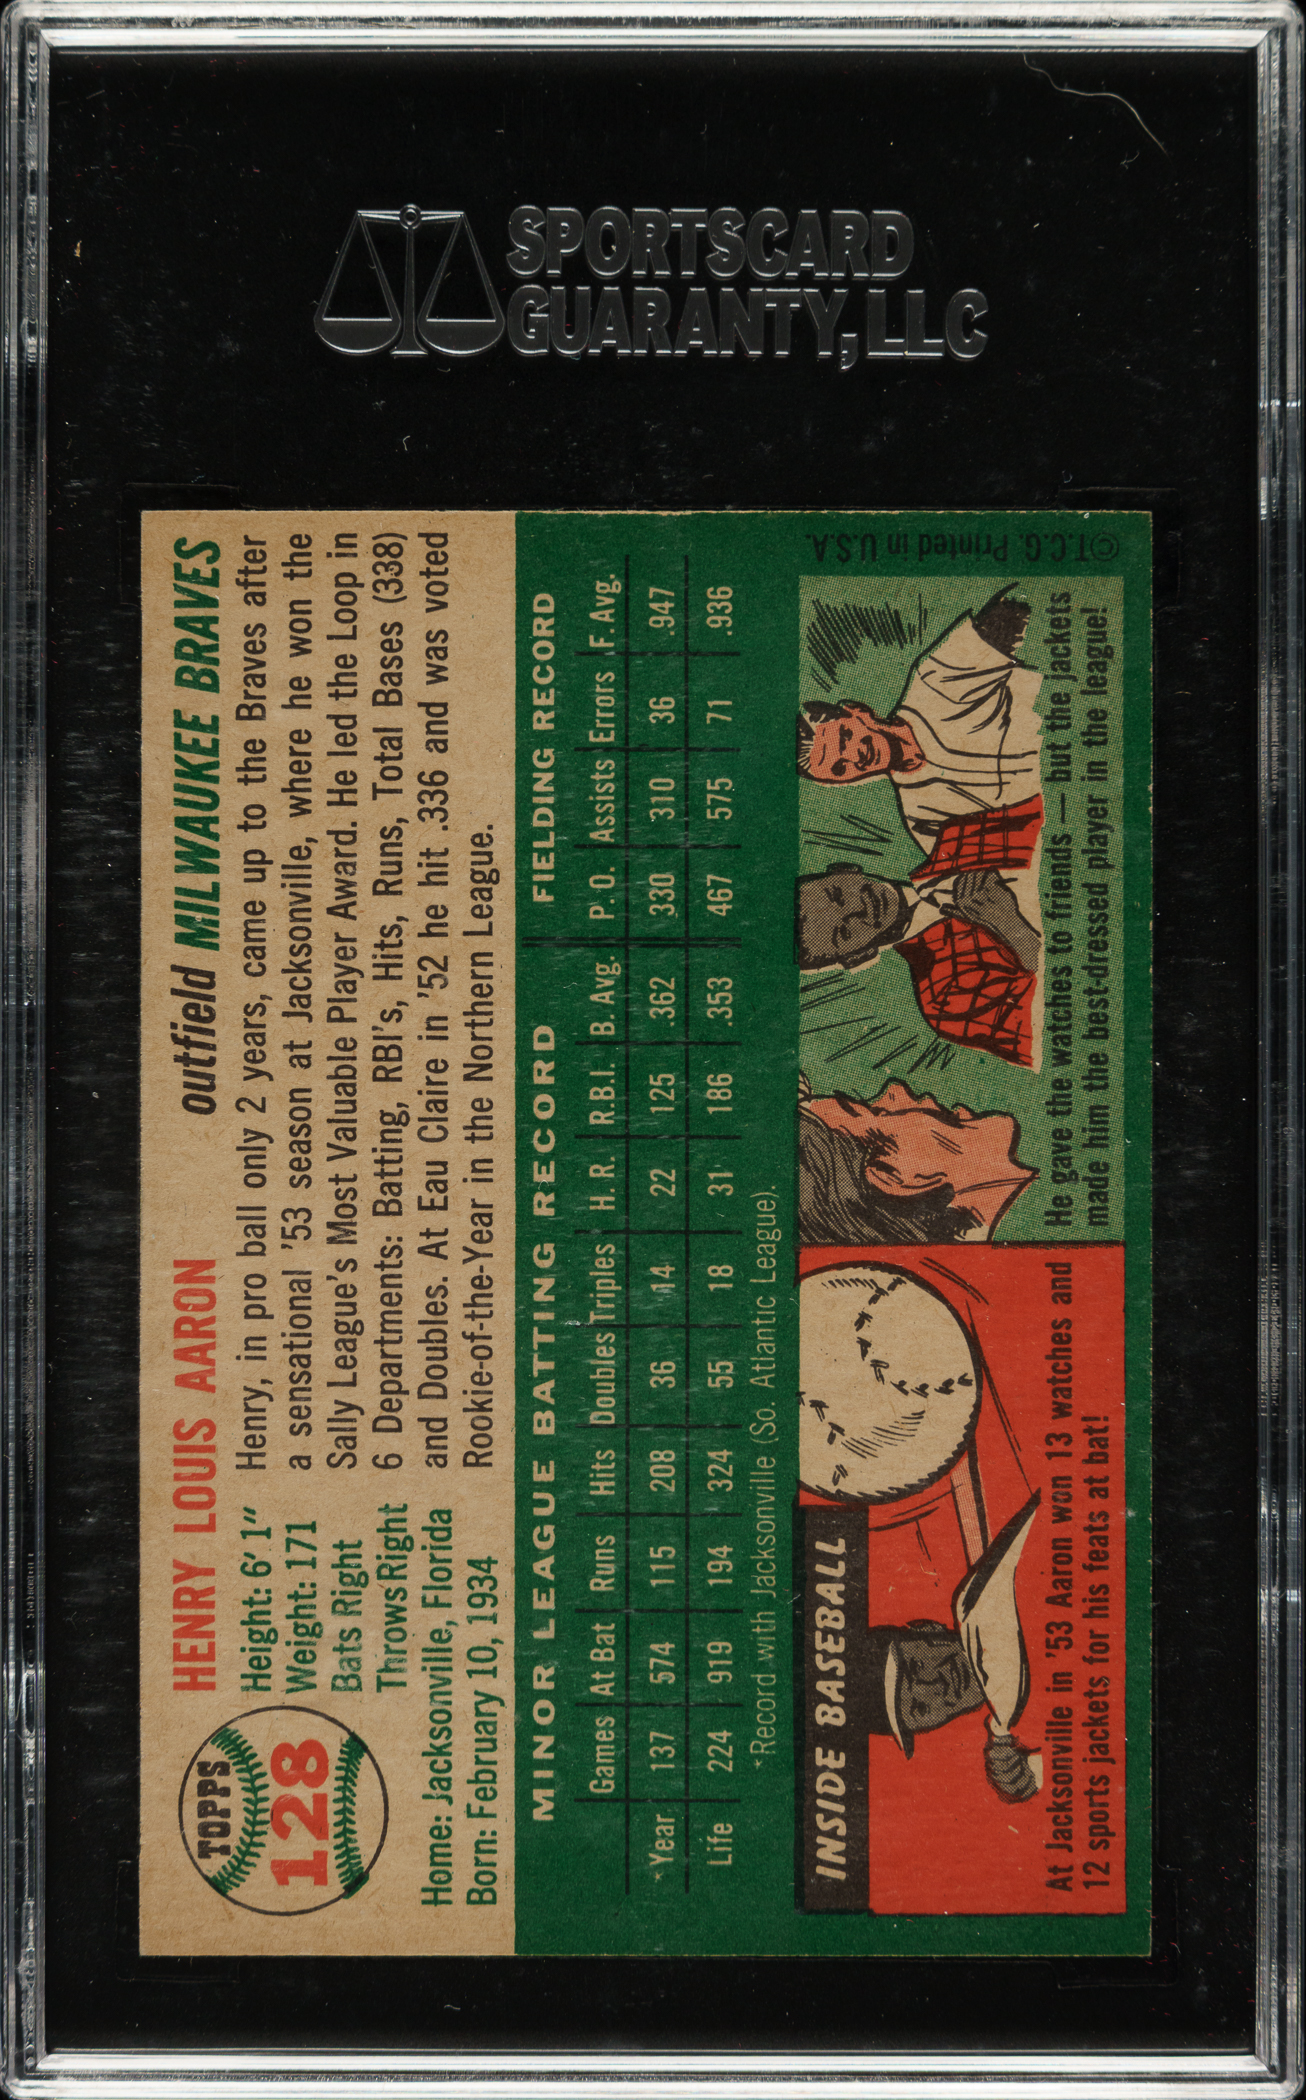 SPORTSCARD
GUARANTY, LLC
TOPPS
128
HENRY LOUIS AARON
outfield MILWAUKEE BRAVES
Height: 6' 1"
Weight: 171
Bats Right
Throws Right
Home: Jacksonville, Florida
Born: February 10, 1934
Henry, in pro ball only 2 years, came up to the Braves after
a sensational '53 season at Jacksonville, where he won the
Sally League's Most Valuable Player Award. He led the Loop in
6 Departments: Batting, RBI's, Hits, Runs, Total Bases (338)
and Doubles. At Eau Claire in '52 he hit .336 and was voted
Rookie-of-the-Year in the Northern League.
MINOR LEAGUE BATTING RECORD FIELDING RECORD
Games At Bat Runs Hits Doubles Triples H. R. R.B.I. B. Avg. P. O. Assists Errors F. Avg.
*Year 137 574 115 208 36 14 22 125 .362 330 310 36 .947
Life 224 919 194 324 55 18 31 186 .353 467 575 71 .936
*Record with Jacksonville (So. Atlantic League).
INSIDE BASEBALL
At Jacksonville in '53 Aaron won 13 watches and
12 sports jackets for his feats at bat!
He gave the watches to friends — but the jackets
made him the best-dressed player in the league!
©T.C.G. Printed in U.S.A.